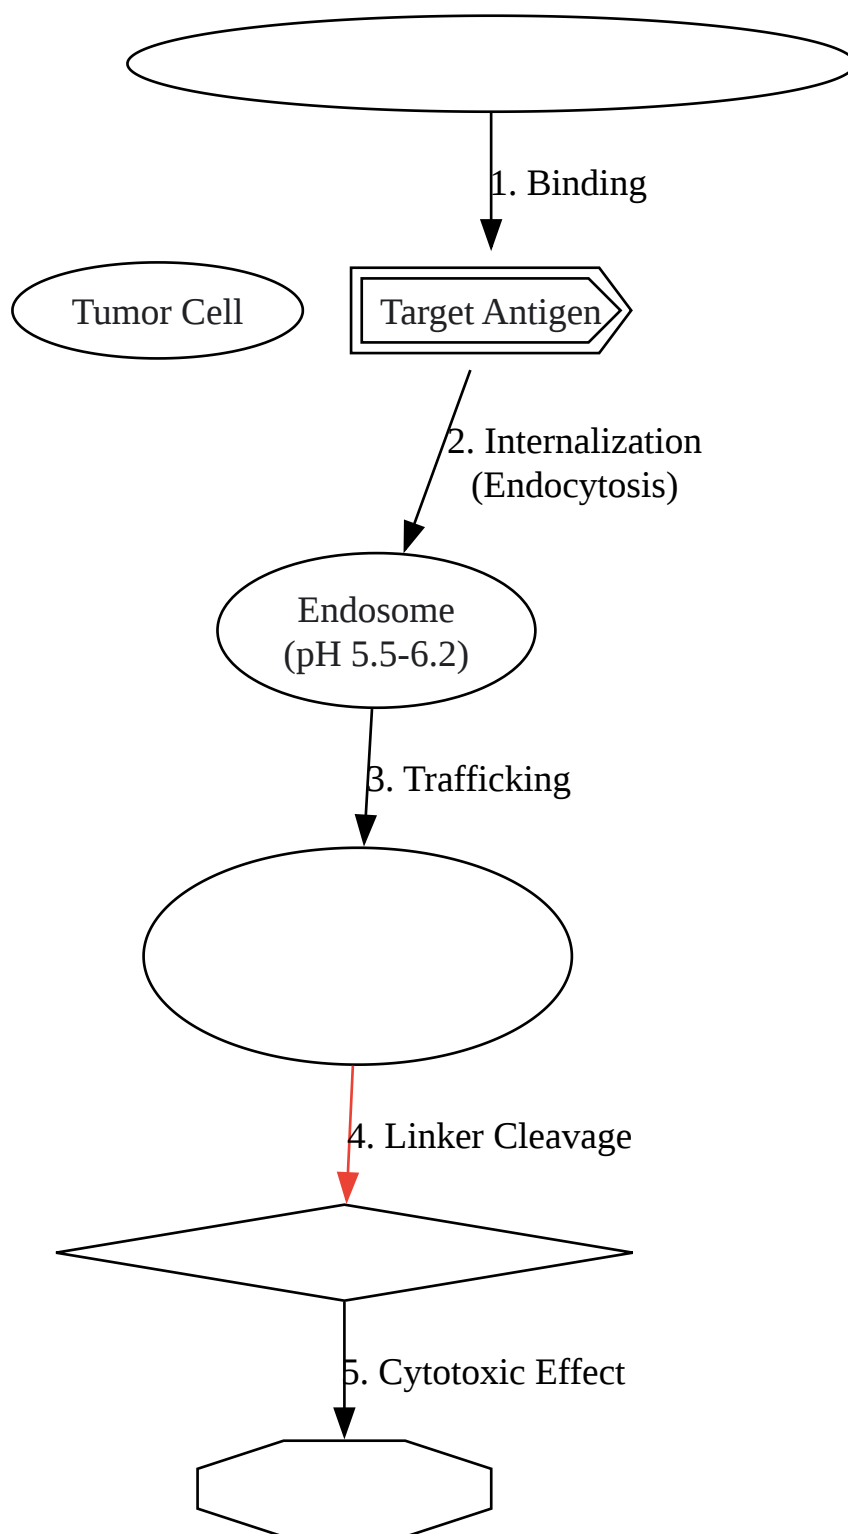 1. Binding
Tumor Cell
Target Antigen
2. Internalization
(Endocytosis)
Endosome
(pH 5.5-6.2)
3. Trafficking
4. Linker Cleavage
5. Cytotoxic Effect